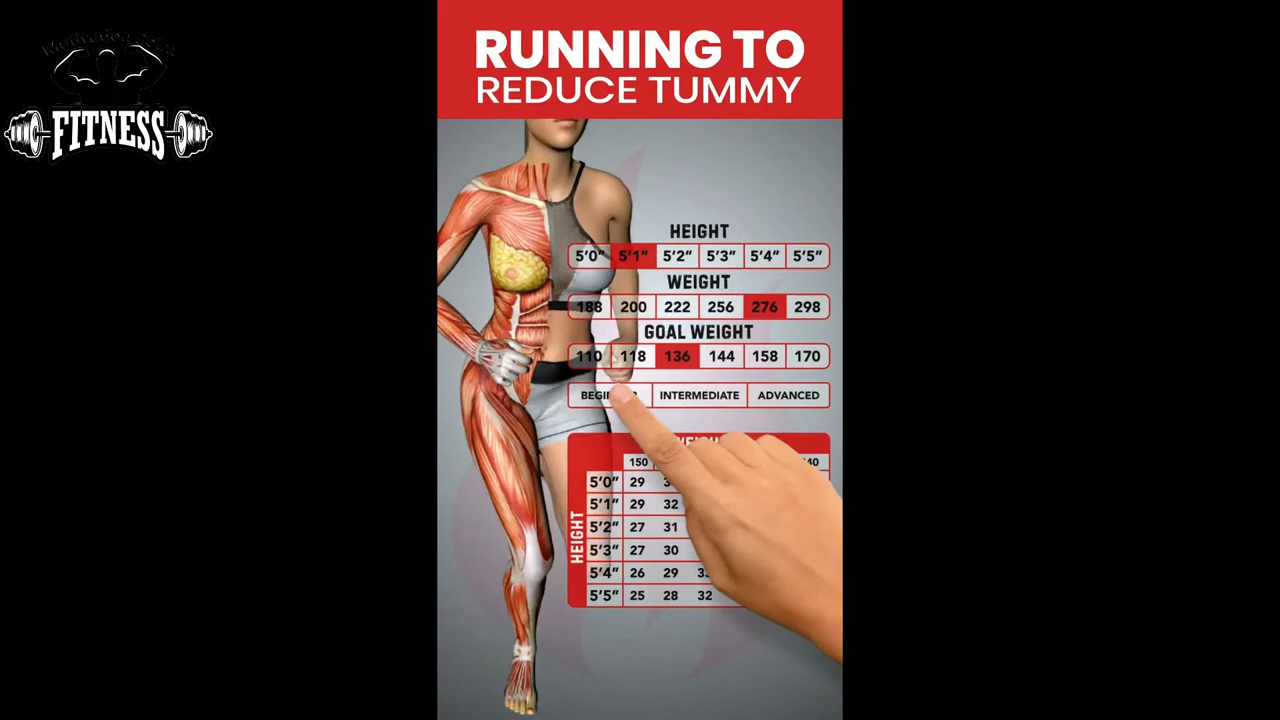 Motivation
FITNESS
RUNNING TO
REDUCE TUMMY
HEIGHT
5'0" 5'1" 5'2" 5'3" 5'4" 5'5"
WEIGHT
188 200 222 256 276 298
GOAL WEIGHT
110 118 136 144 158 170
INTERMEDIATE ADVANCED
150
5'0" 29
5'1" 29 32
HEIGHT
5'2" 27 31
5'3" 27 30
5'4" 26 29
5'5" 25 28 32